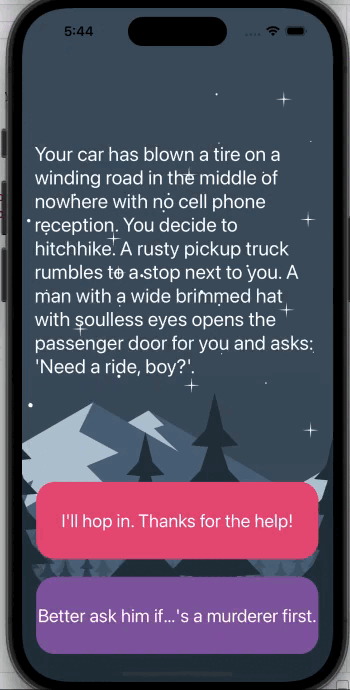 5:44
Your car has blown a tire on a
winding road in the middle of
nowhere with no cell phone
reception. You decide to
hitchhike. A rusty pickup truck
rumbles to a stop next to you. A
man with a wide brimmed hat
with soulless eyes opens the
passenger door for you and asks:
'Need a ride, boy?'.
I'll hop in. Thanks for the help!
Better ask him if...'s a murderer first.